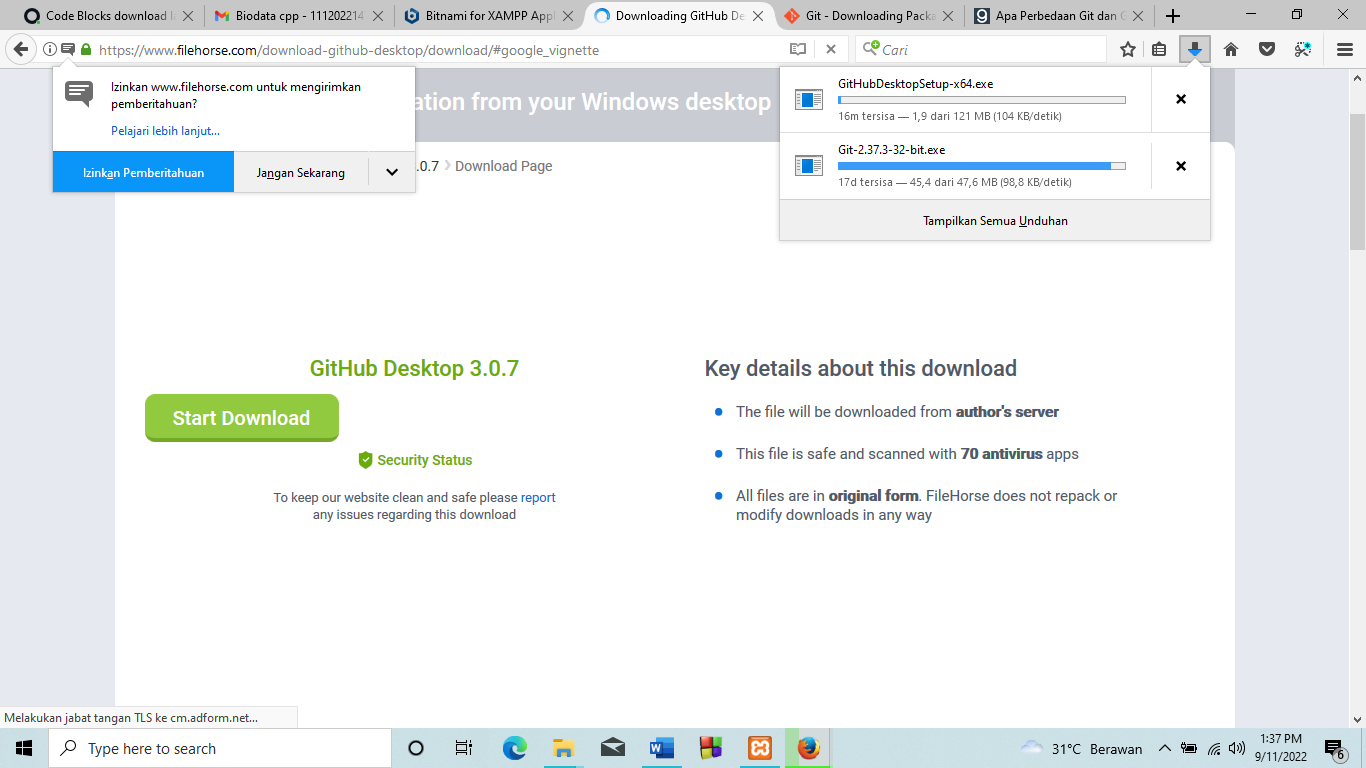 Code Blocks download la
Biodata cpp - 111202214
Bitnami for XAMPP Appl
Downloading GitHub De
Git - Downloading Packa
Apa Perbedaan Git dan G
https://www.filehorse.com/download-github-desktop/download/#google_vignette
Cari
Izinkan www.filehorse.com untuk mengirimkan
pemberitahuan?
Pelajari lebih lanjut...
Izinkan Pemberitahuan
Jangan Sekarang
ation from your Windows desktop
.0.7 Download Page
GitHubDesktopSetup-x64.exe
16m tersisa — 1,9 dari 121 MB (104 KB/detik)
Git-2.37.3-32-bit.exe
17d tersisa — 45,4 dari 47,6 MB (98,8 KB/detik)
Tampilkan Semua Unduhan
GitHub Desktop 3.0.7
Start Download
Security Status
To keep our website clean and safe please report
any issues regarding this download
Key details about this download
The file will be downloaded from author's server
This file is safe and scanned with 70 antivirus apps
All files are in original form. FileHorse does not repack or
modify downloads in any way
Melakukan jabat tangan TLS ke cm.adform.net...
Type here to search
31°C Berawan
1:37 PM
9/11/2022
6